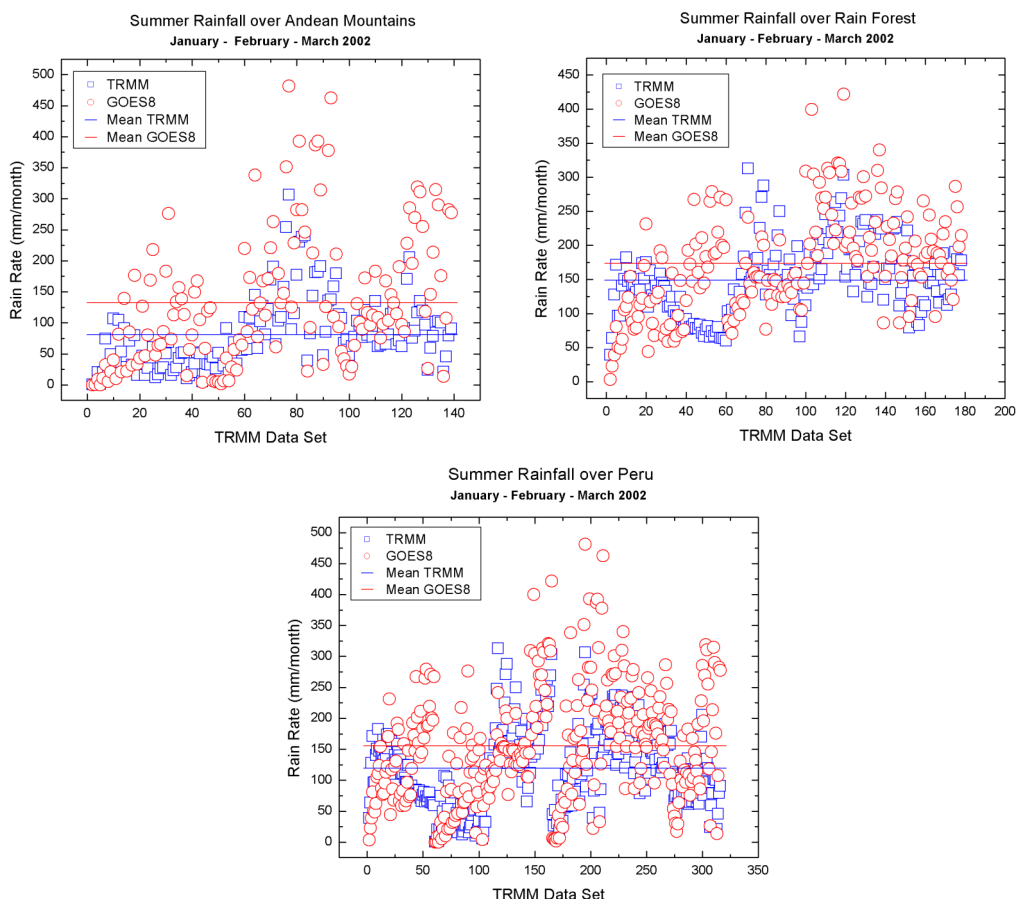 Summer Rainfall over Andean Mountains
January - February - March 2002
500
450
400
350
300
250
200
150
100
50
0
Rain Rate (mm/month)
TRMM
GOES8
Mean TRMM
Mean GOES8
0 20 40 60 80 100 120 140
TRMM Data Set
Summer Rainfall over Rain Forest
January - February - March 2002
450
400
350
300
250
200
150
100
50
0
Rain Rate (mm/month)
TRMM
GOES8
Mean TRMM
Mean GOES8
0 20 40 60 80 100 120 140 160 180 200
TRMM Data Set
Summer Rainfall over Peru
January - February - March 2002
500
450
400
350
300
250
200
150
100
50
0
Rain Rate (mm/month)
TRMM
GOES8
Mean TRMM
Mean GOES8
0 50 100 150 200 250 300 350
TRMM Data Set